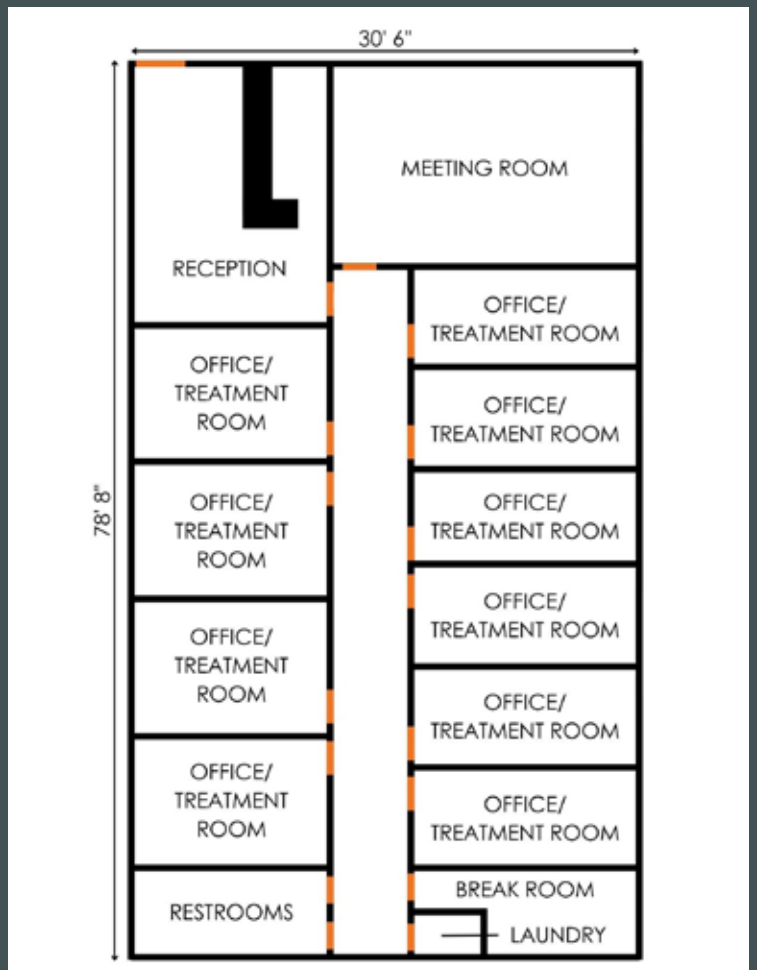 30' 6"
MEETING ROOM
RECEPTION
OFFICE/
TREATMENT ROOM
OFFICE/
TREATMENT
ROOM
OFFICE/
TREATMENT ROOM
78' 8"
OFFICE/
TREATMENT
ROOM
OFFICE/
TREATMENT ROOM
OFFICE/
TREATMENT ROOM
OFFICE/
TREATMENT
ROOM
OFFICE/
TREATMENT ROOM
OFFICE/
TREATMENT
ROOM
OFFICE/
TREATMENT ROOM
RESTROOMS
BREAK ROOM
LAUNDRY